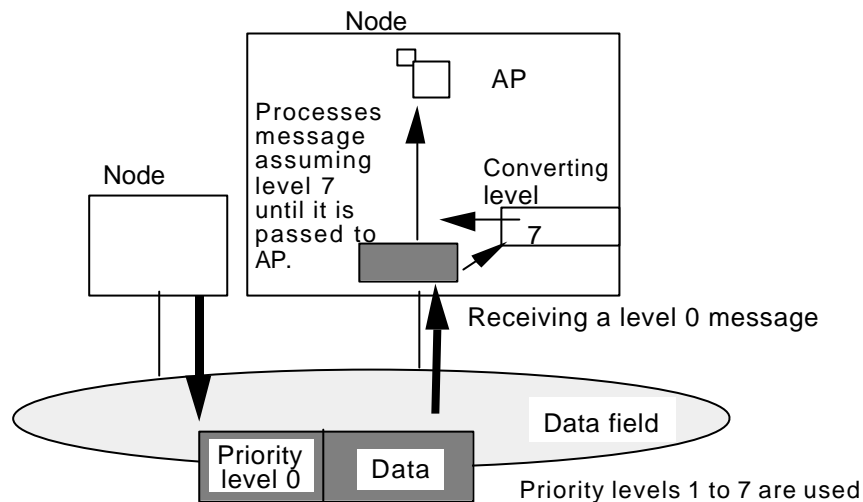 Node
AP
Processes
message
assuming
level 7
until it is
passed to
AP.
Converting
level
7
Node
Receiving a level 0 message
Data field
Priority
level 0
Data
Priority levels 1 to 7 are used